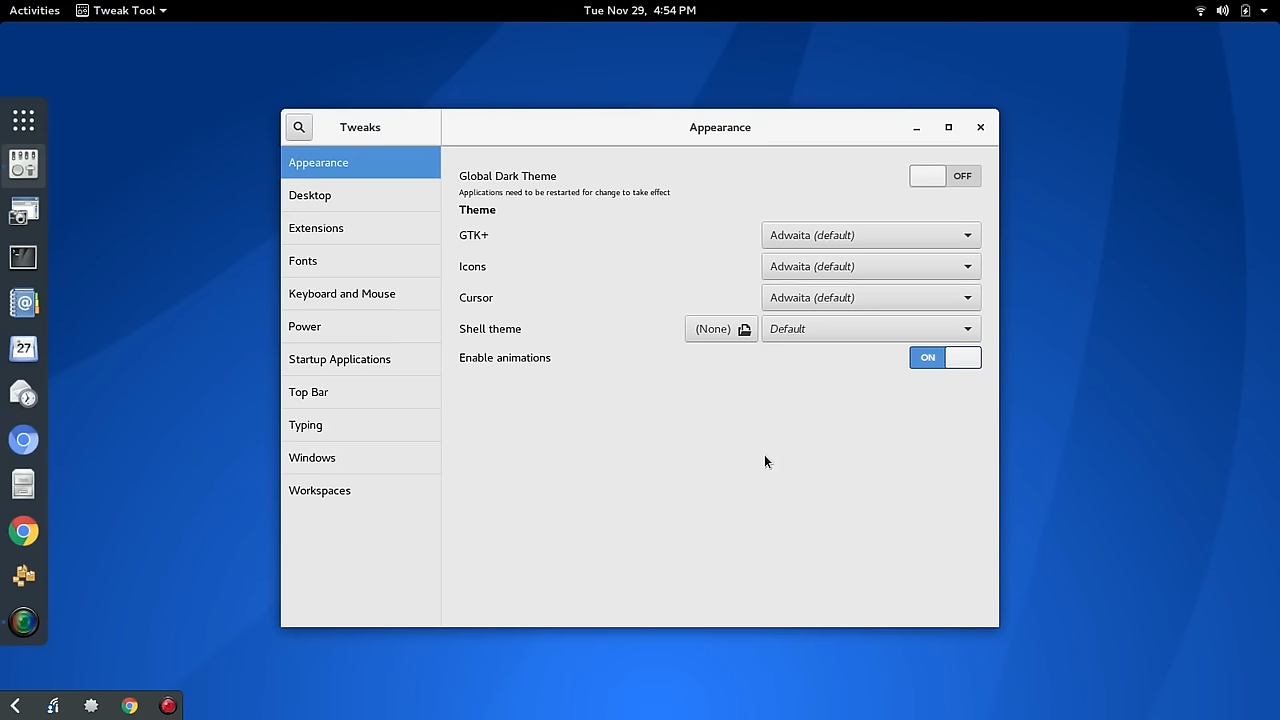 Activities Tweak Tool Tue Nov 29, 4:54 PM
Tweaks Appearance
Appearance
Desktop
Extensions
Fonts
Keyboard and Mouse
Power
Startup Applications
Top Bar
Typing
Windows
Workspaces
Global Dark Theme OFF
Applications need to be restarted for change to take effect
Theme
GTK+ Adwaita (default)
Icons Adwaita (default)
Cursor Adwaita (default)
Shell theme (None) Default
Enable animations ON
@
27